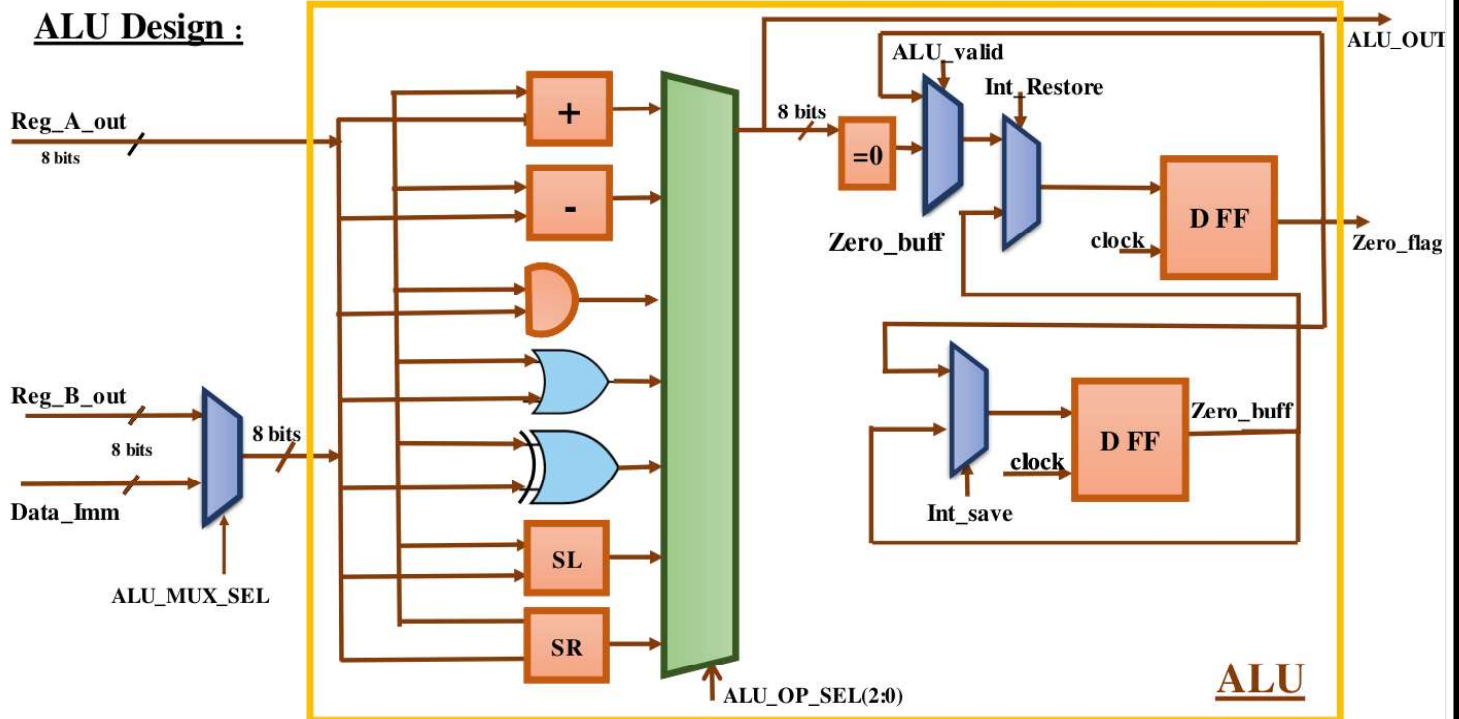 ALU Design :
ALU_OUT
ALU_valid
Int_Restore
Reg_A_out
8 bits
+
8 bits
=0
-
D FF
clock
Zero_buff
Zero_flag
Reg_B_out
8 bits
8 bits
Data_Imm
Zero_buff
D FF
clock
Int_save
SL
ALU_MUX_SEL
SR
ALU_OP_SEL(2:0)
ALU